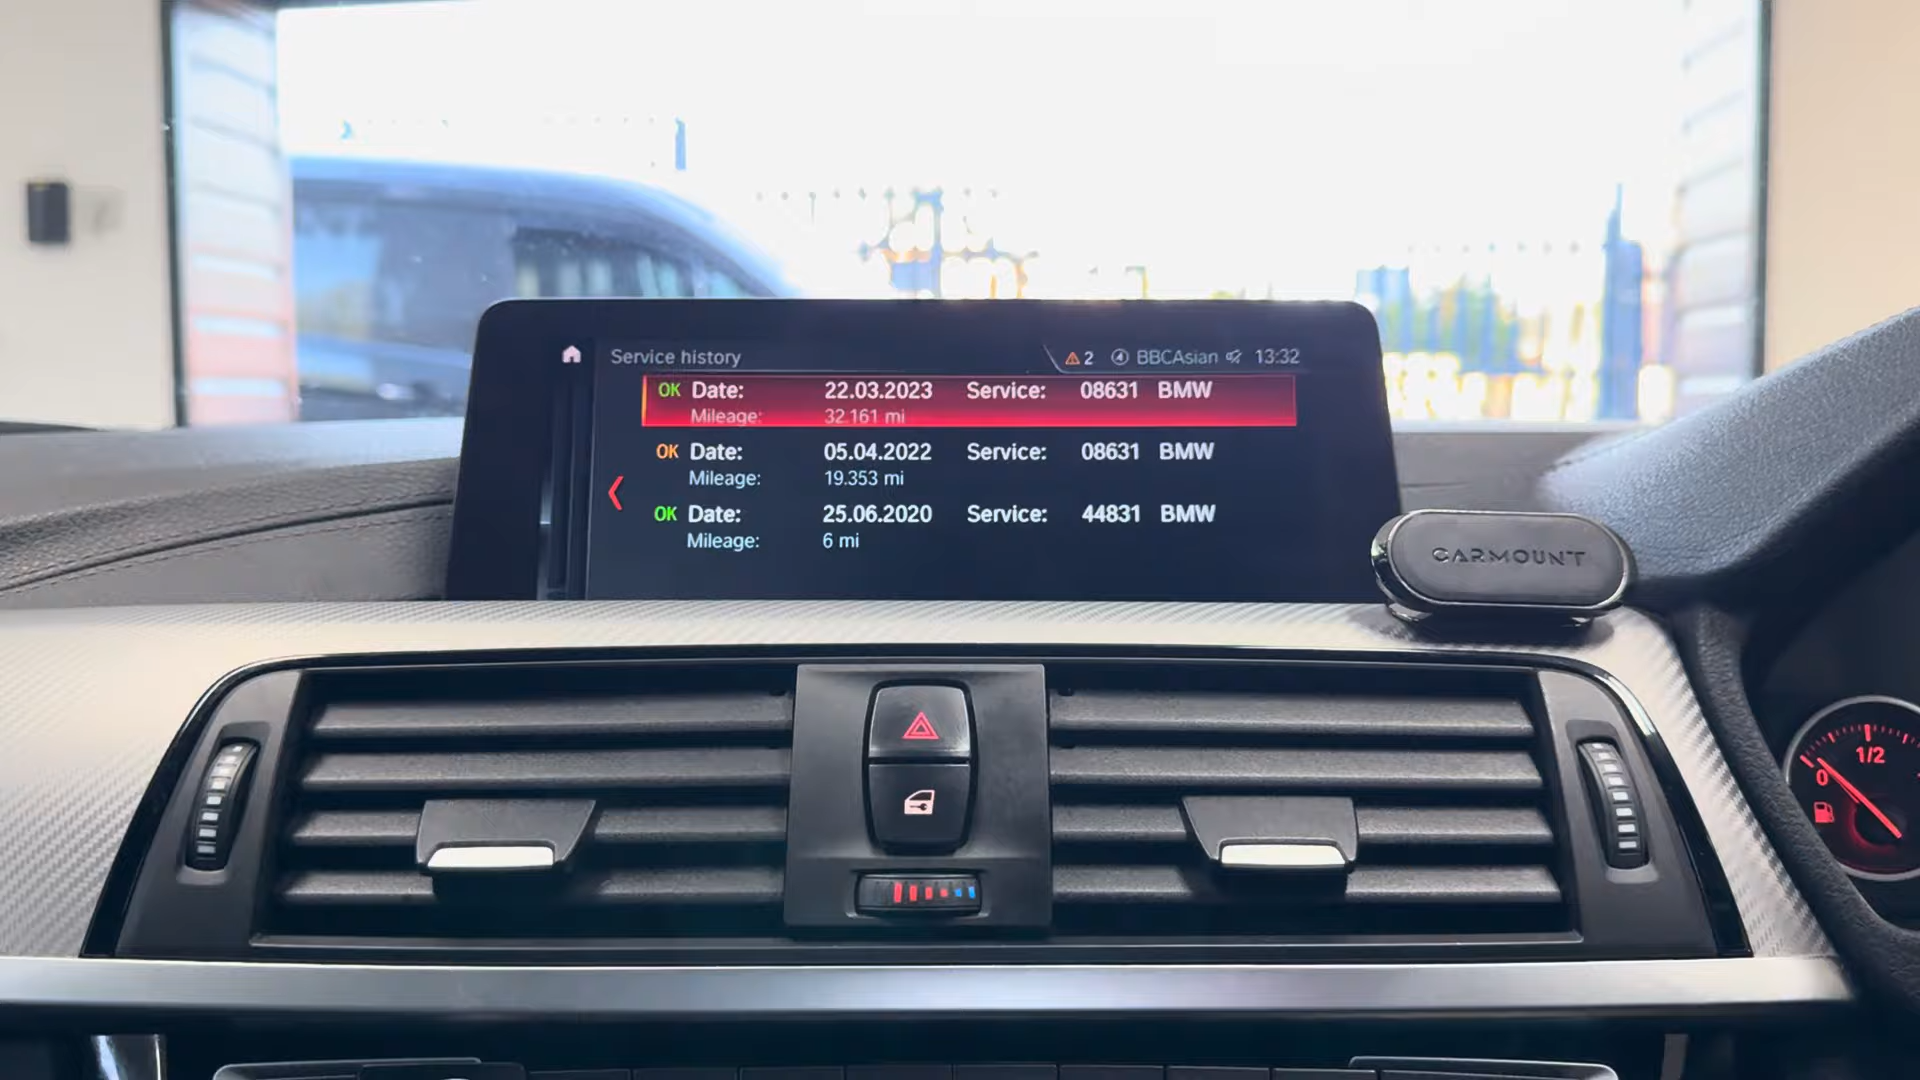 Service history 2 BBCAsian 13:32
OK Date: 22.03.2023 Service: 08631 BMW
Mileage: 32.161 mi
OK Date: 05.04.2022 Service: 08631 BMW
Mileage: 19.353 mi
OK Date: 25.06.2020 Service: 44831 BMW
Mileage: 6 mi
CARMOUNT
1/2
0